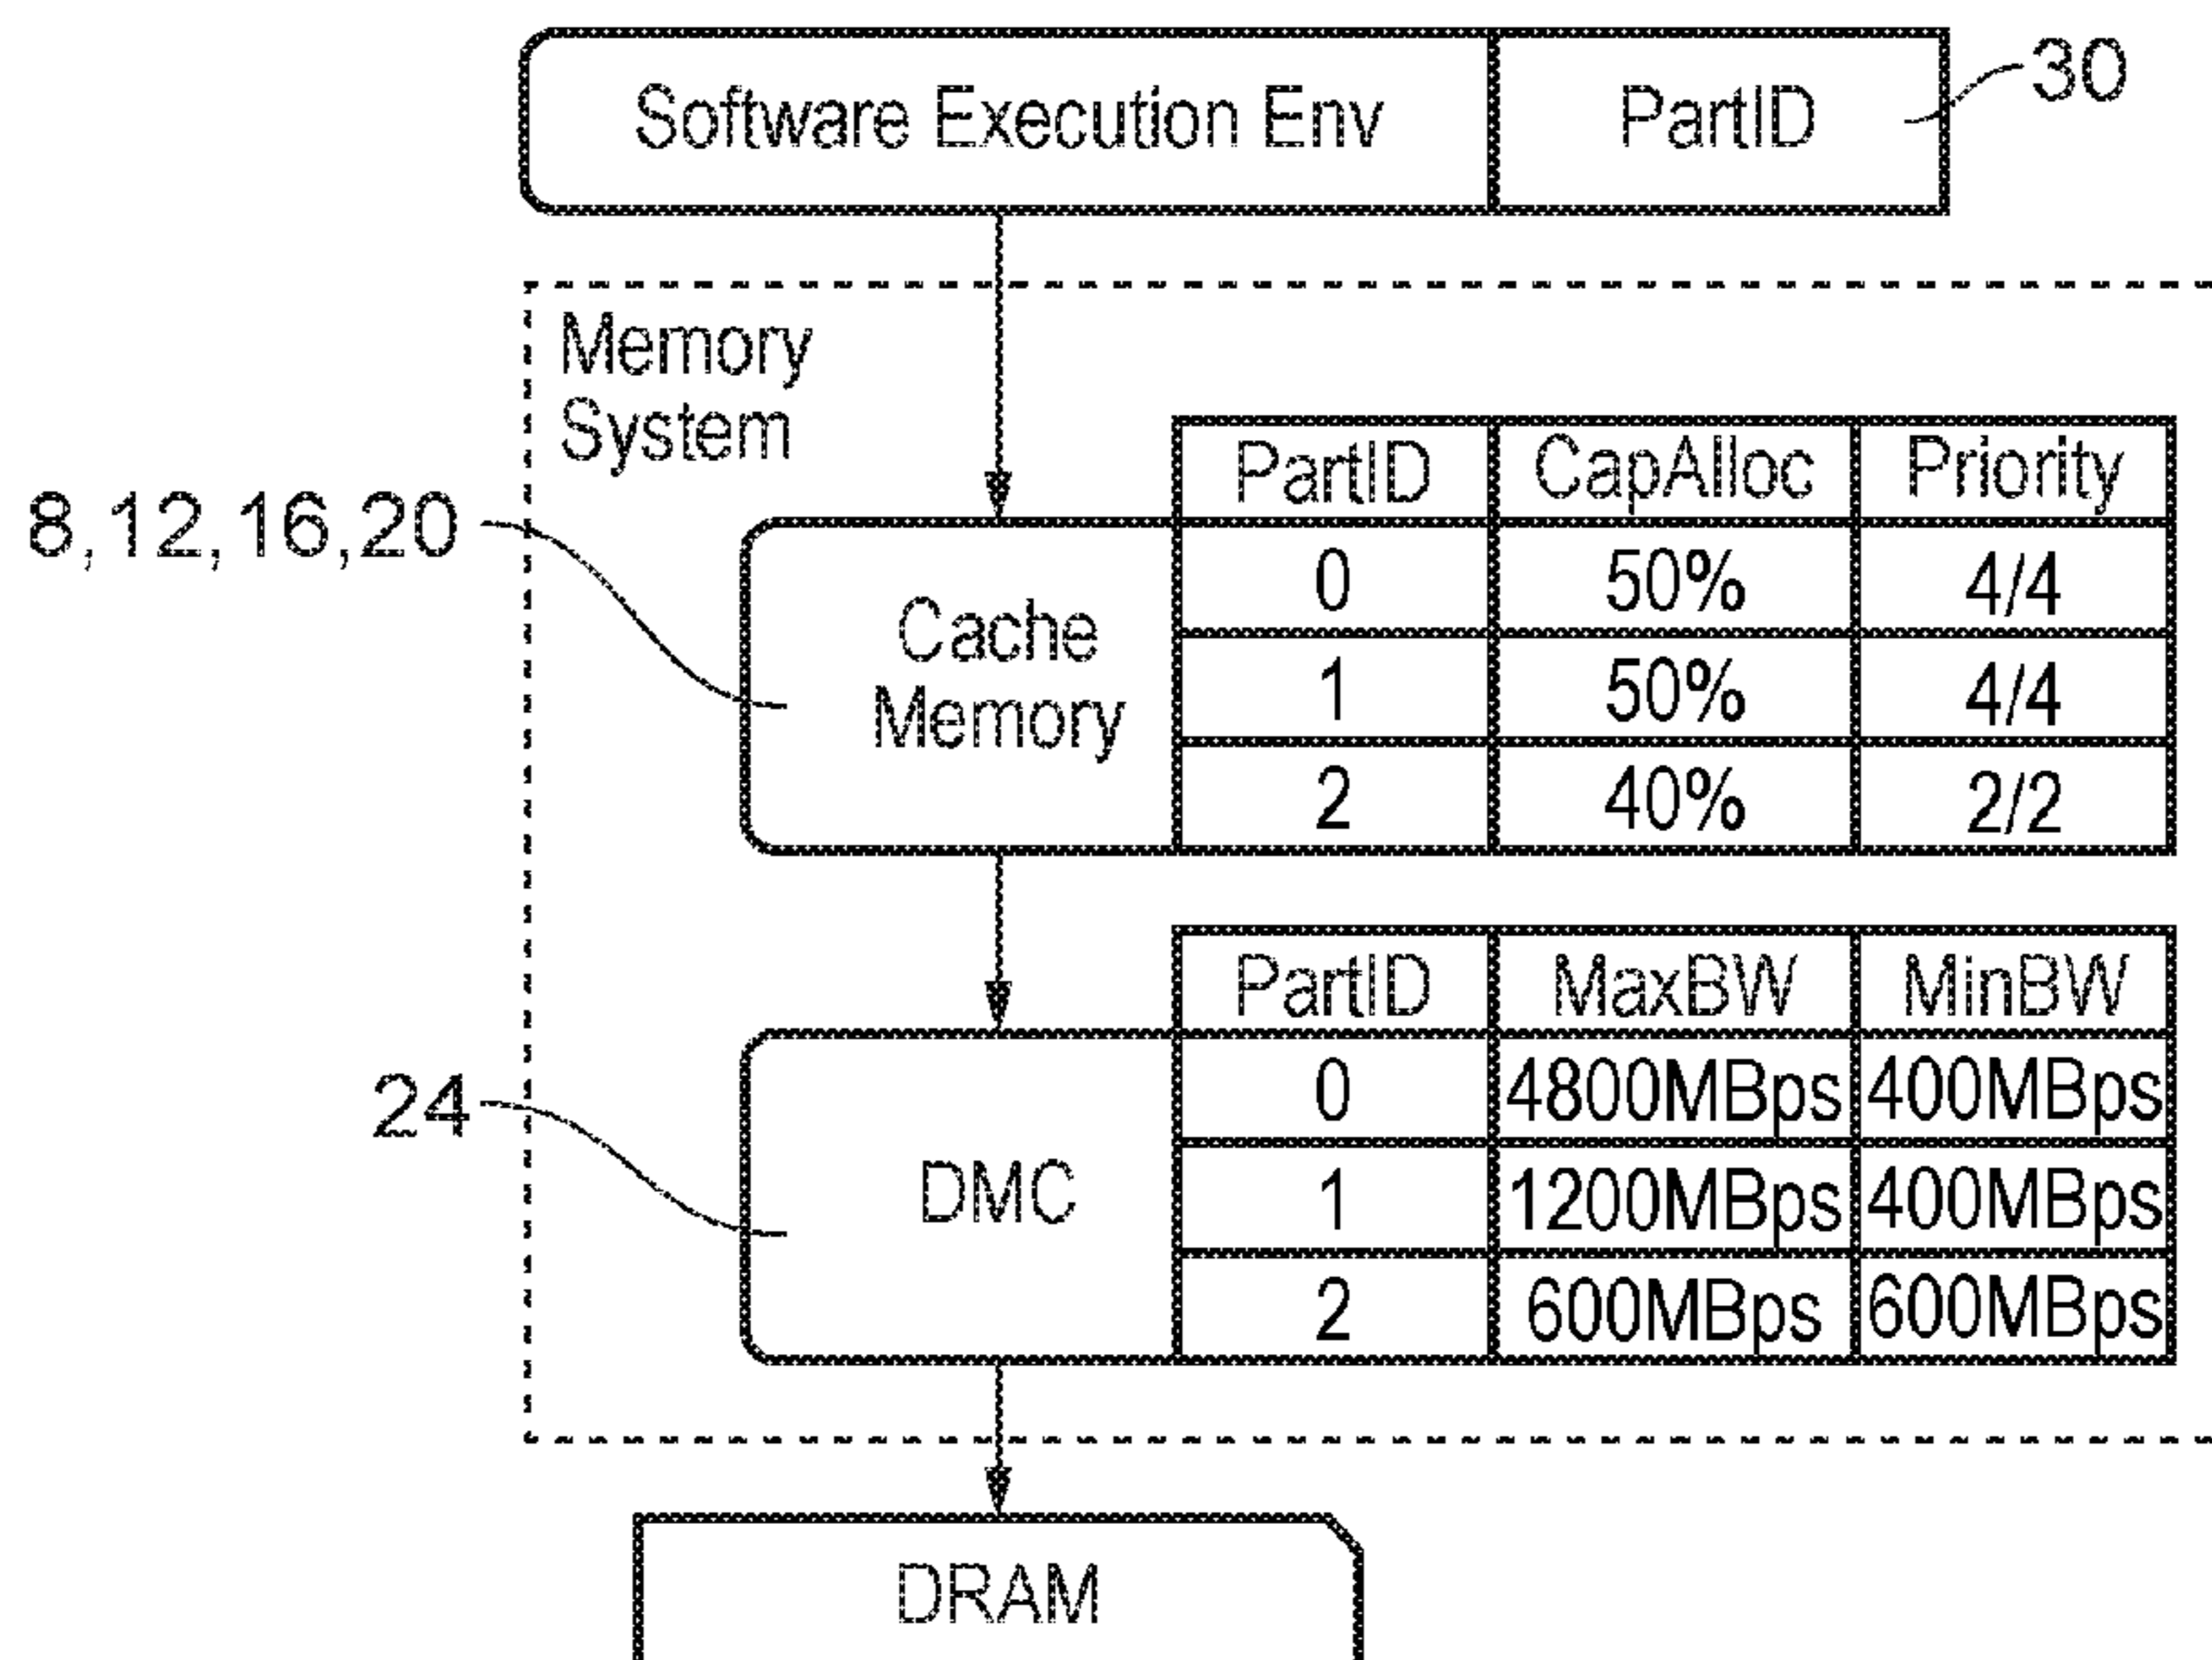 Software Execution Env PartID 30
Memory
System
PartID CapAlloc Priority
8,12,16,20
0 50% 4/4
Cache
Memory
1 50% 4/4
2 40% 2/2
PartID MaxBW MinBW
24
0 4800MBps 400MBps
DMC
1 1200MBps 400MBps
2 600MBps 600MBps
DRAM